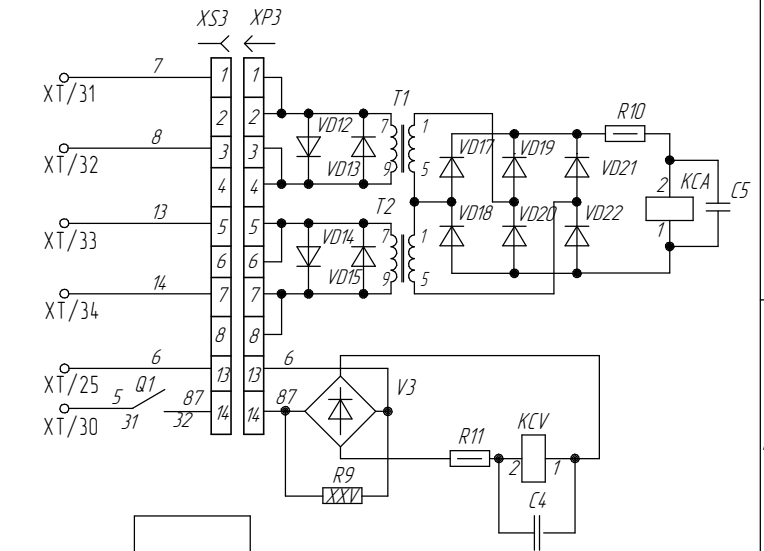 XS3 XP3
7 1 1
XT/31
2 2
T1
VD12 7 1
R10
8 3 3
XT/32
VD13 9 5
VD17 VD19 VD21
4 4
2 KCA C5
1
13 5 5
XT/33
T2
VD14 7 1
VD18 VD20 VD22
6 6
VD15 9 5
14 7 7
XT/34
8 8
6 13 13 6
XT/25
V3
5 Q1 87 14 14 87
XT/30
31 32
R11 KCV
2 1
R9
XXV
C4